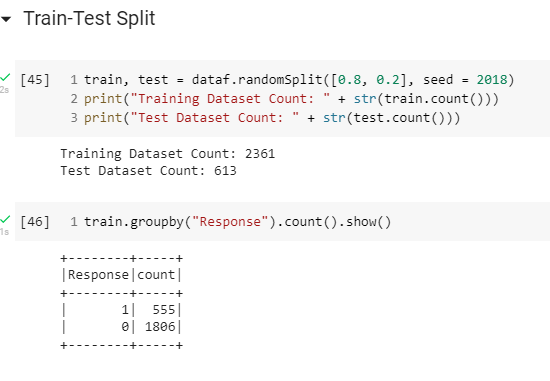 Train-Test Split
[45] 1 train, test = dataf.randomSplit([0.8, 0.2], seed = 2018)
2s 2 print("Training Dataset Count: " + str(train.count()))
3 print("Test Dataset Count: " + str(test.count()))
Training Dataset Count: 2361
Test Dataset Count: 613
[46] 1 train.groupby("Response").count().show()
1s
+--------+-----+
|Response|count|
+--------+-----+
|       1|  555|
|       0| 1806|
+--------+-----+